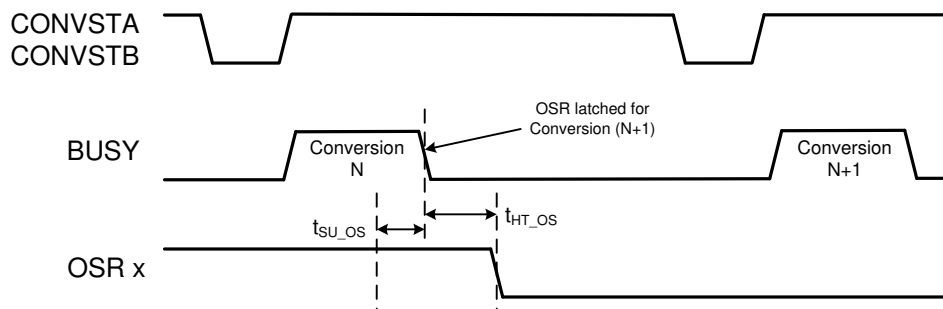 CONVSTA
CONVSTB
OSR latched for
Conversion (N+1)
BUSY
Conversion
N
Conversion
N+1
tSU_OS
tHT_OS
OSR x